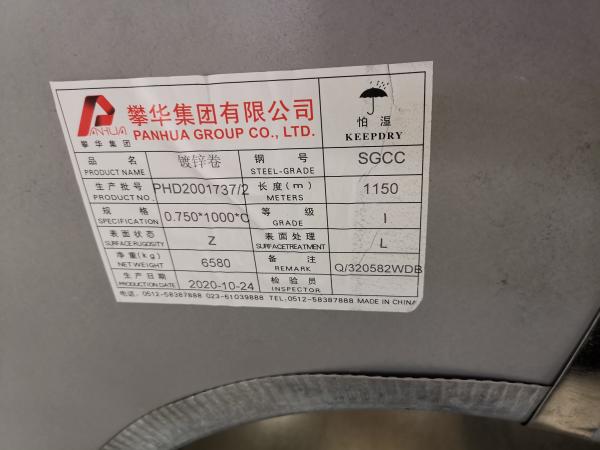 攀华集团有限公司
PANHUA
攀华集团
PANHUA GROUP CO., LTD.
怕湿
KEEPDRY
品名 镀锌卷 钢号 SGCC
PRODUCT NAME STEEL-GRADE
生产批号 PHD2001737/2 长度(m) 1150
PRODUCT NO. METERS
规格 0.750*1000*C 等级 I
SPECIFICATION GRADE
表面状态 Z 表面处理 L
SURFACE RUGOSITY SURFACETREATMENT
净重(kg) 6580 备注 Q/320582WDB
NET WEIGHT REMARK
生产日期 2020-10-24 检验员
PRODUCTION DATE INSPECTOR
电话: 0512-58387888 023-61039888 TEL.0512-58387888 MADE IN CHINA